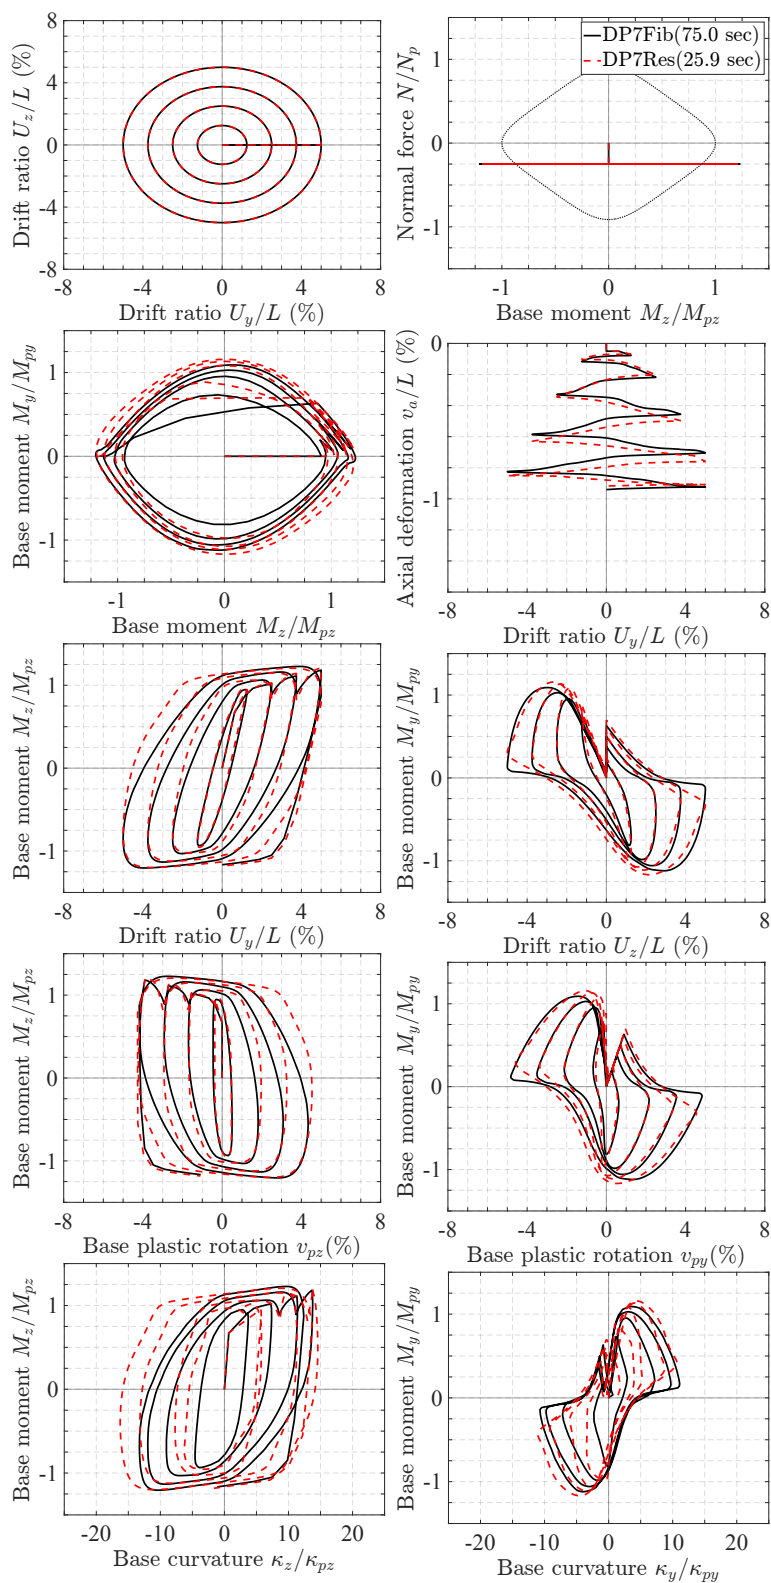 Drift ratio U_z/L (%)
8
4
0
-4
-8
-8 -4 0 4 8
Drift ratio U_y/L (%)
Normal force N/N_p
1
0
-1
-1 0 1
Base moment M_z/M_pz
DP7Fib(75.0 sec)
DP7Res(25.9 sec)
Base moment M_y/M_py
1
0
-1
-1 0 1
Base moment M_z/M_pz
Axial deformation v_a/L (%)
0
-1
-8 -4 0 4 8
Drift ratio U_y/L (%)
Base moment M_z/M_pz
1
0
-1
-8 -4 0 4 8
Drift ratio U_y/L (%)
Base moment M_y/M_py
1
0
-1
-8 -4 0 4 8
Drift ratio U_z/L (%)
Base moment M_z/M_pz
1
0
-1
-8 -4 0 4 8
Base plastic rotation v_pz(%)
Base moment M_y/M_py
1
0
-1
-8 -4 0 4 8
Base plastic rotation v_py(%)
Base moment M_z/M_pz
1
0
-1
-20 -10 0 10 20
Base curvature κ_z/κ_pz
Base moment M_y/M_py
1
0
-1
-20 -10 0 10 20
Base curvature κ_y/κ_py